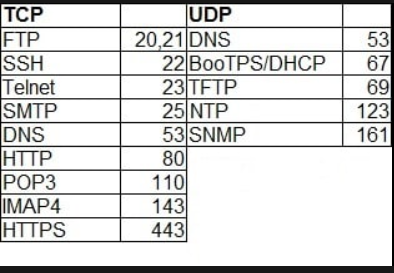 TCP UDP
FTP 20,21 DNS 53
SSH 22 BooTPS/DHCP 67
Telnet 23 TFTP 69
SMTP 25 NTP 123
DNS 53 SNMP 161
HTTP 80
POP3 110
IMAP4 143
HTTPS 443